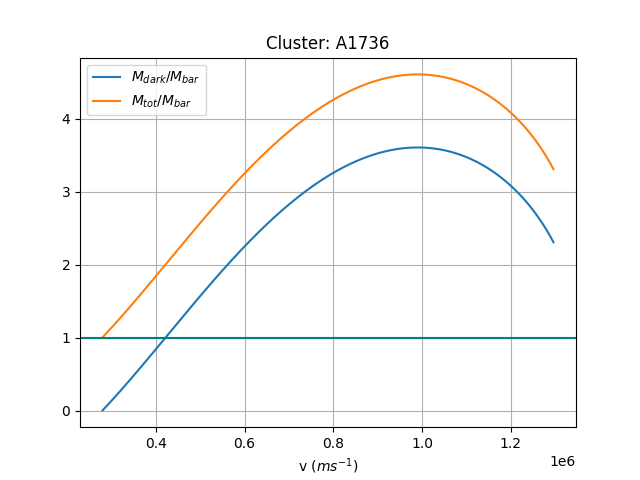 Cluster: A1736
M_dark/M_bar
M_tot/M_bar
4
3
2
1
0
0.4 0.6 0.8 1.0 1.2
1e6
v (ms⁻¹)